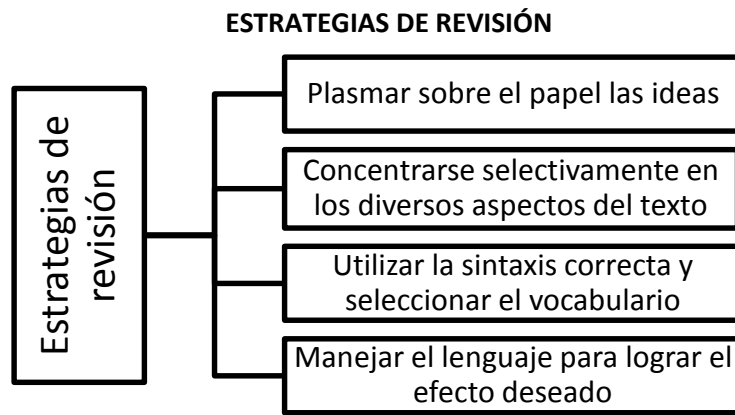 ESTRATEGIAS DE REVISIÓN
Estrategias de
revisión
Plasmar sobre el papel las ideas
Concentrarse selectivamente en
los diversos aspectos del texto
Utilizar la sintaxis correcta y
seleccionar el vocabulario
Manejar el lenguaje para lograr el
efecto deseado